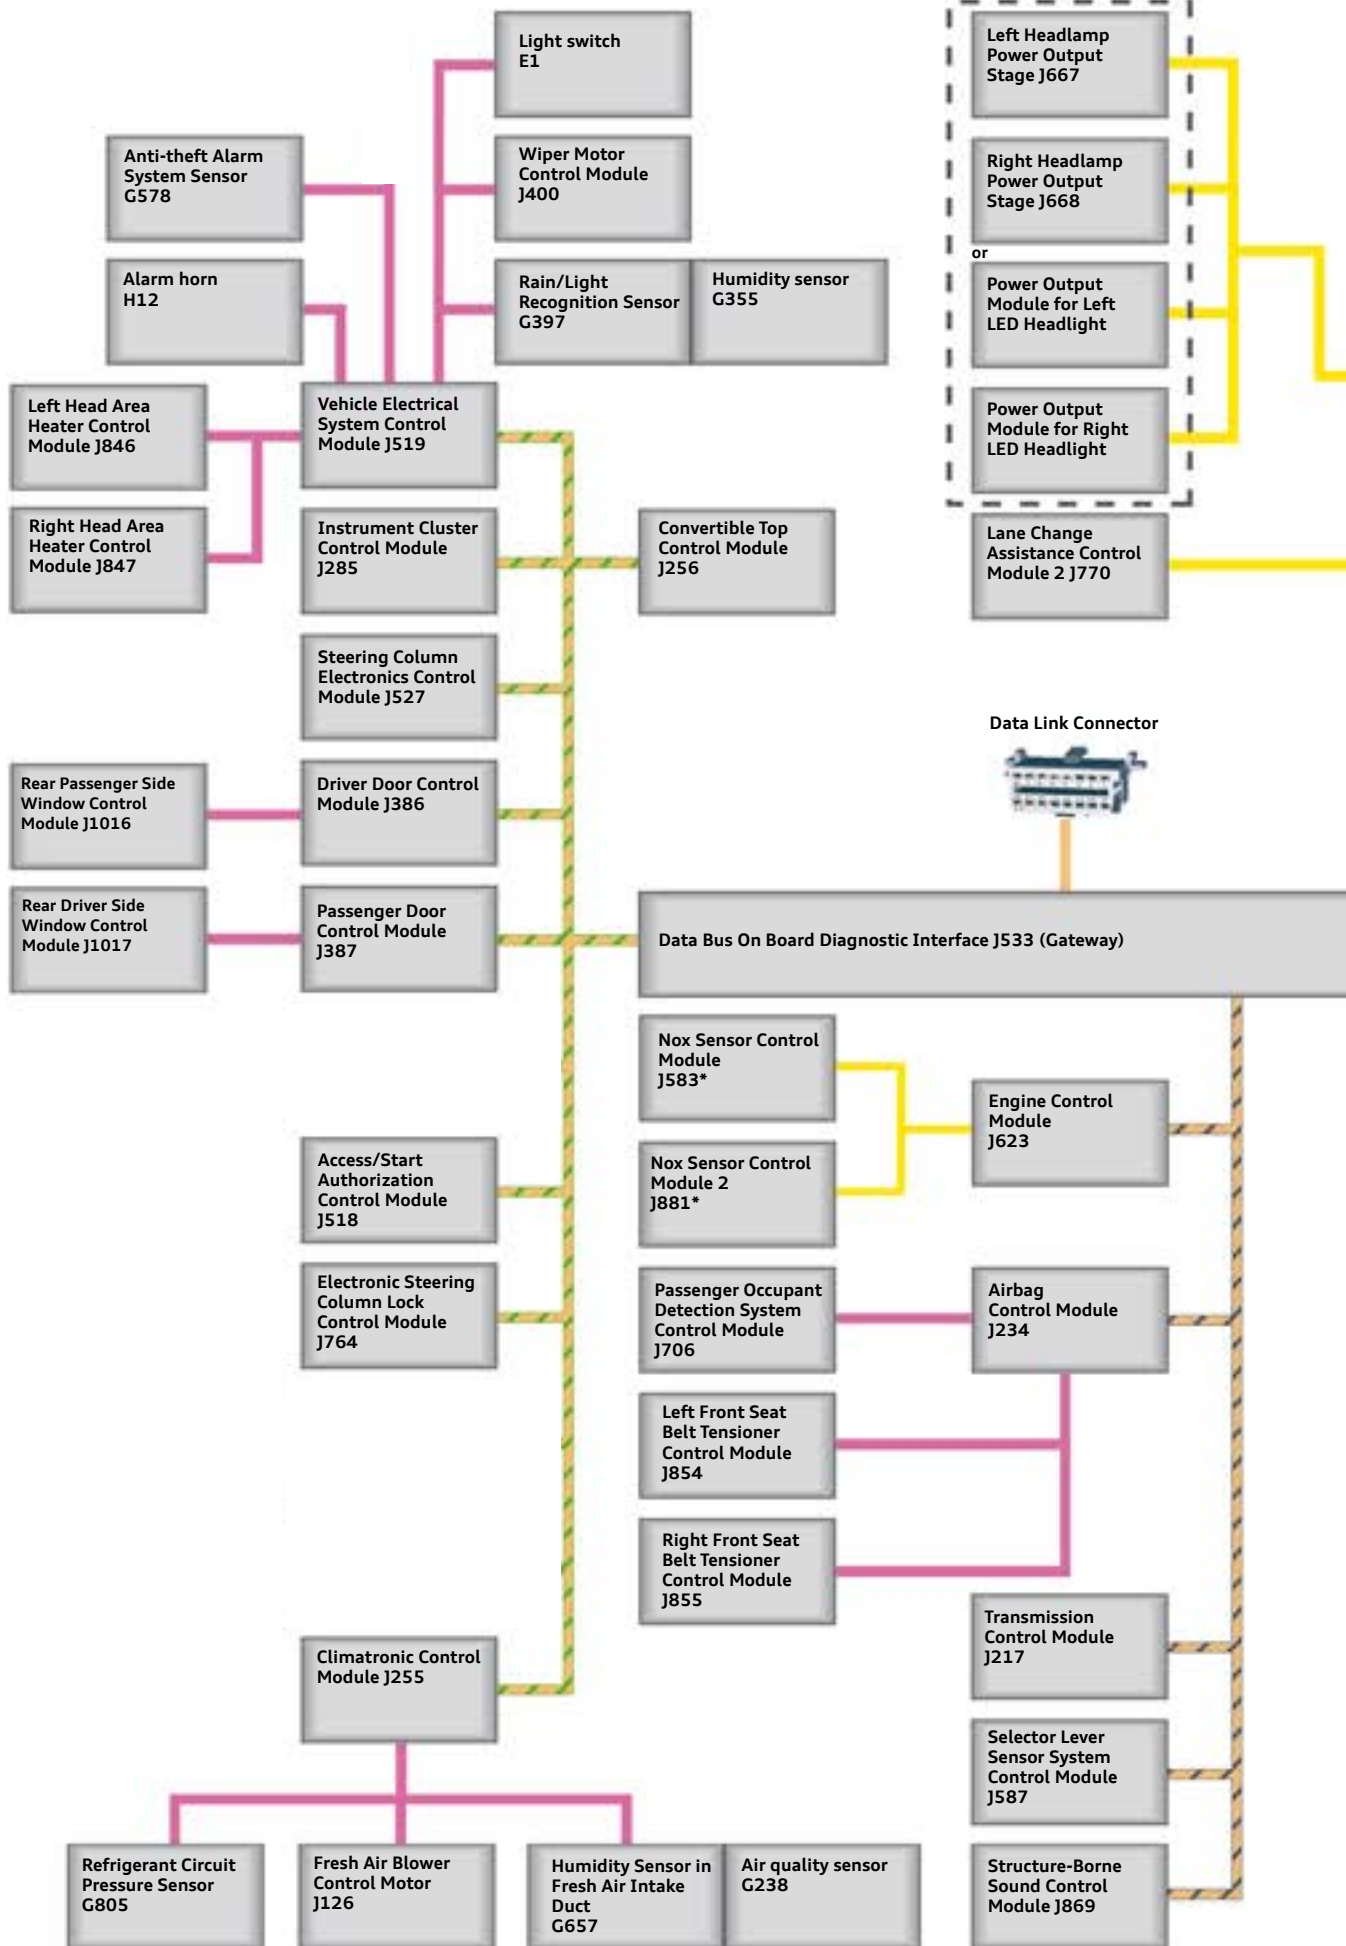 Light switch
E1
Left Headlamp
Power Output
Stage J667
Anti-theft Alarm
System Sensor
G578
Wiper Motor
Control Module
J400
Right Headlamp
Power Output
Stage J668
or
Alarm horn
H12
Rain/Light
Recognition Sensor
G397
Humidity sensor
G355
Power Output
Module for Left
LED Headlight
Left Head Area
Heater Control
Module J846
Vehicle Electrical
System Control
Module J519
Power Output
Module for Right
LED Headlight
Right Head Area
Heater Control
Module J847
Instrument Cluster
Control Module
J285
Convertible Top
Control Module
J256
Lane Change
Assistance Control
Module 2 J770
Steering Column
Electronics Control
Module J527
Data Link Connector
Rear Passenger Side
Window Control
Module J1016
Driver Door Control
Module J386
Rear Driver Side
Window Control
Module J1017
Passenger Door
Control Module
J387
Data Bus On Board Diagnostic Interface J533 (Gateway)
Nox Sensor Control
Module
J583*
Engine Control
Module
J623
Nox Sensor Control
Module 2
J881*
Access/Start
Authorization
Control Module
J518
Electronic Steering
Column Lock
Control Module
J764
Passenger Occupant
Detection System
Control Module
J706
Airbag
Control Module
J234
Left Front Seat
Belt Tensioner
Control Module
J854
Right Front Seat
Belt Tensioner
Control Module
J855
Transmission
Control Module
J217
Climatronic Control
Module J255
Selector Lever
Sensor System
Control Module
J587
Refrigerant Circuit
Pressure Sensor
G805
Fresh Air Blower
Control Motor
J126
Humidity Sensor in
Fresh Air Intake
Duct
G657
Air quality sensor
G238
Structure-Borne
Sound Control
Module J869